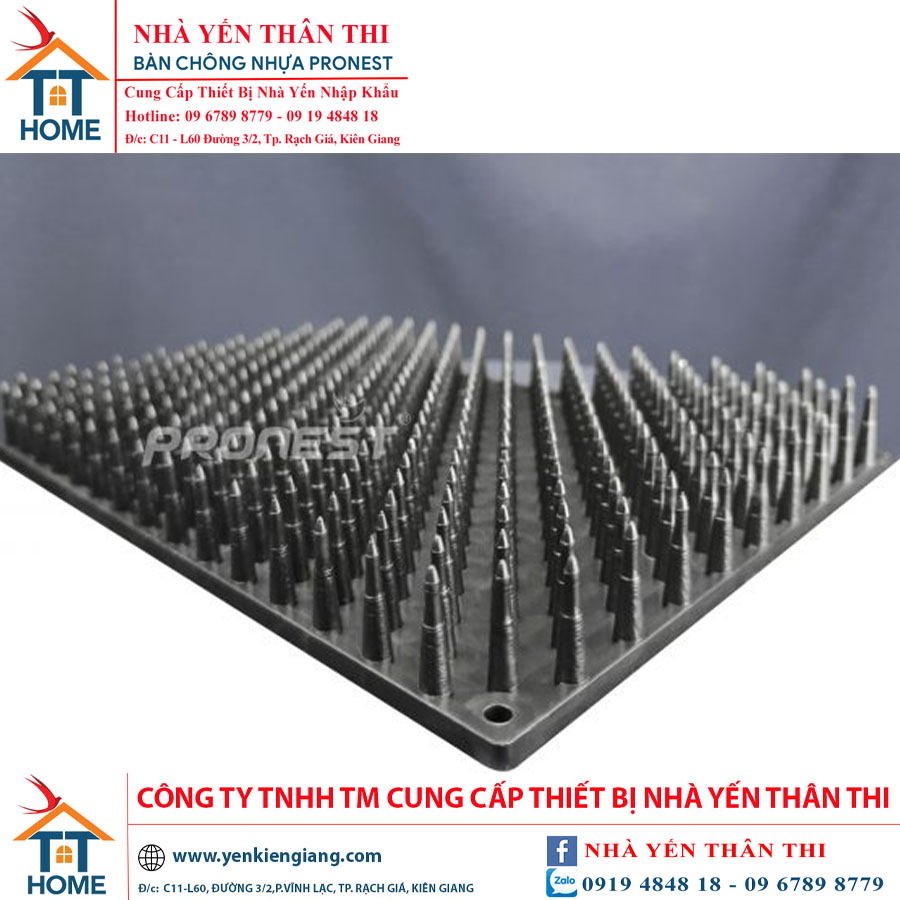 NHÀ YẾN THÂN THI
BÀN CHÔNG NHỰA PRONEST
Cung Cấp Thiết Bị Nhà Yến Nhập Khẩu
Hotline: 09 6789 8779 - 09 19 4848 18
Đ/c: C11 - L60 Đường 3/2, Tp. Rạch Giá, Kiên Giang
TT
HOME
PRONEST®
CÔNG TY TNHH TM CUNG CẤP THIẾT BỊ NHÀ YẾN THÂN THI
TT
HOME
www.yenkiengiang.com
Đ/c: C11-L60, ĐƯỜNG 3/2,P.VĨNH LẠC, TP. RẠCH GIÁ, KIÊN GIANG
f NHÀ YẾN THÂN THI
Zalo 0919 4848 18 - 09 6789 8779